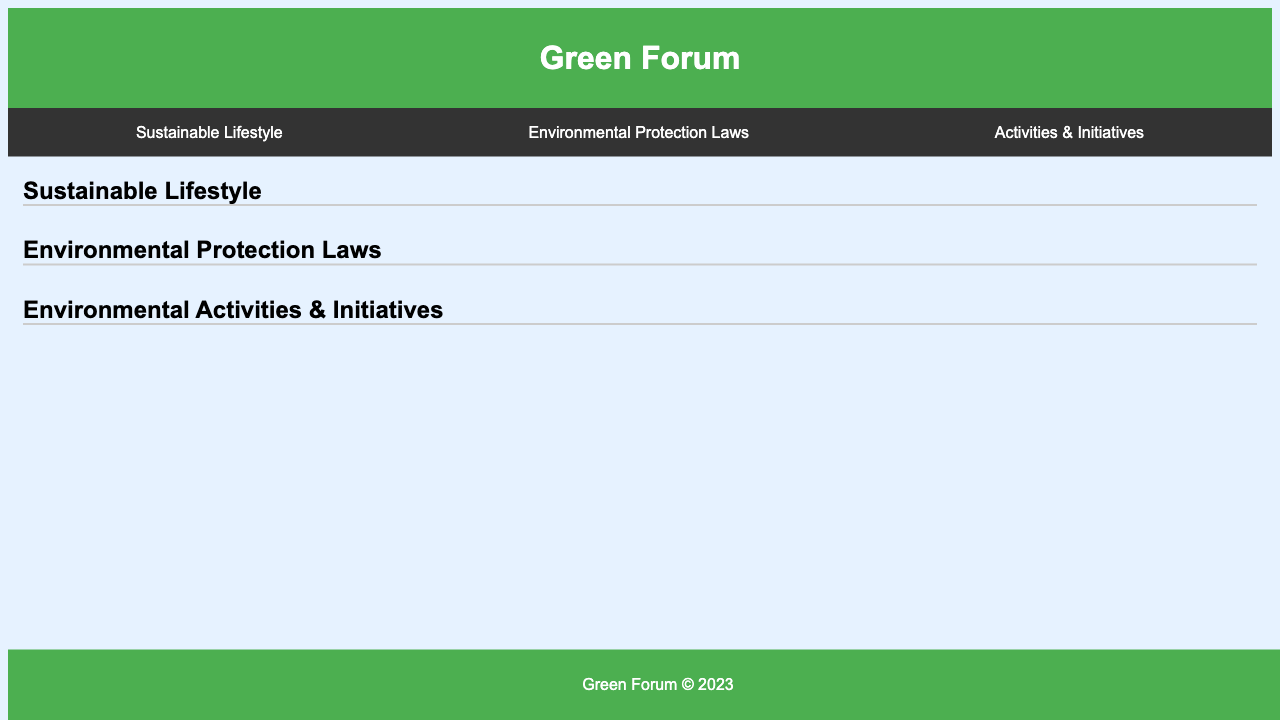 Green Forum
Sustainable Lifestyle
Environmental Protection Laws
Activities & Initiatives
Sustainable Lifestyle
Environmental Protection Laws
Environmental Activities & Initiatives
Green Forum © 2023